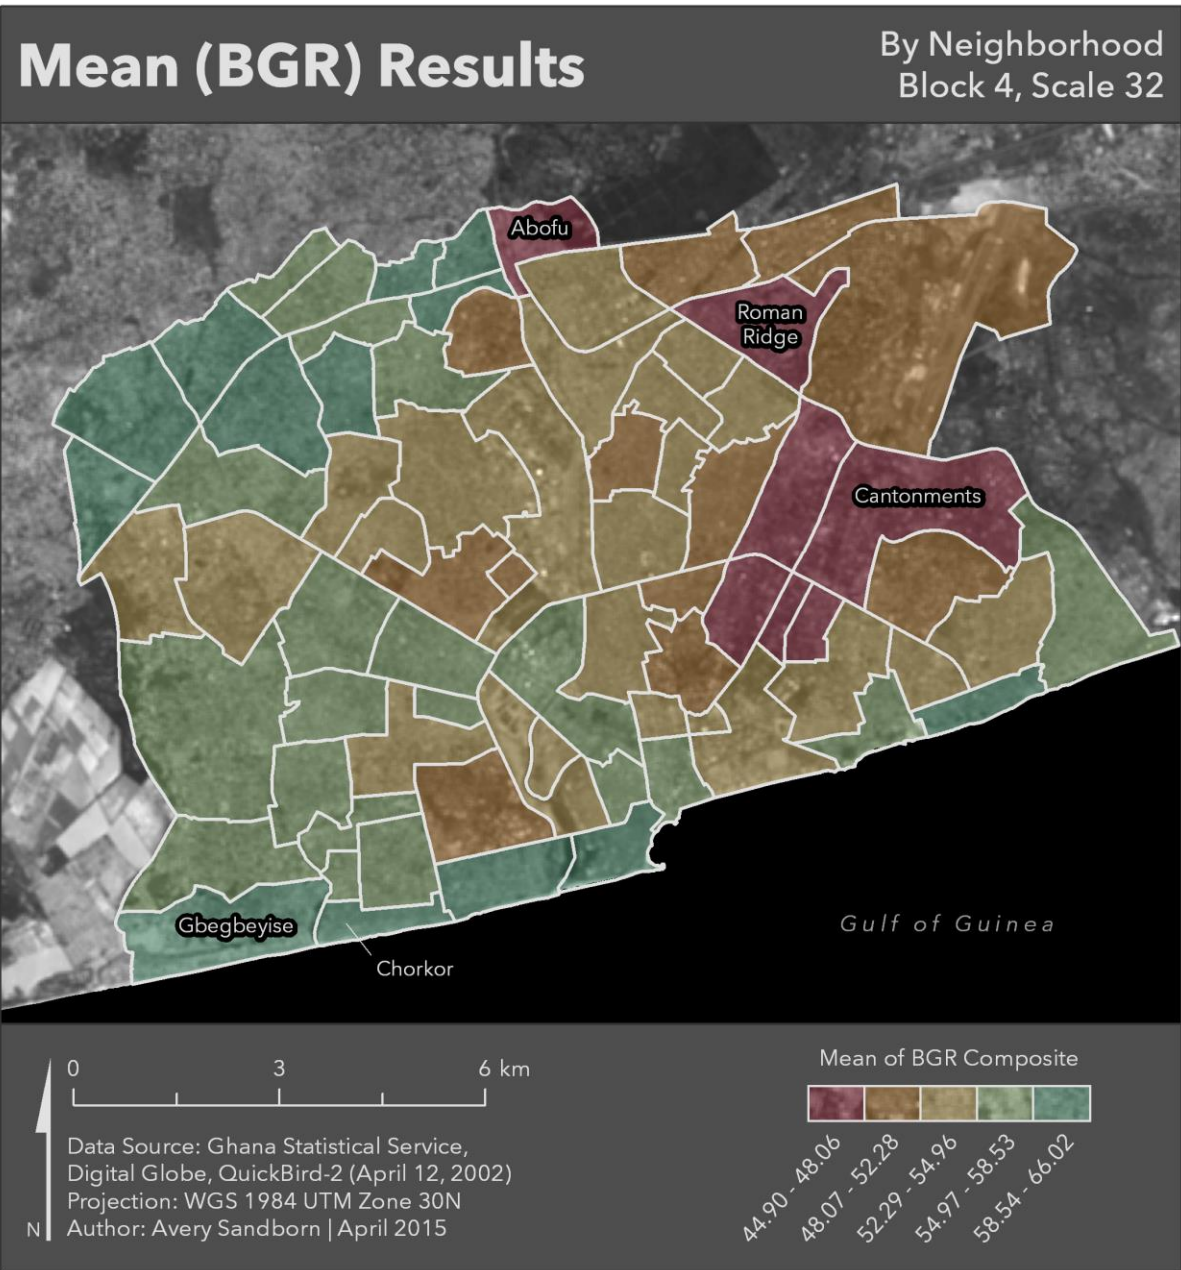 Mean (BGR) Results
By Neighborhood
Block 4, Scale 32
Abofu
Roman
Ridge
Cantonments
Gbegbeyise
Chorkor
Gulf of Guinea
0 3 6 km
Data Source: Ghana Statistical Service,
Digital Globe, QuickBird-2 (April 12, 2002)
Projection: WGS 1984 UTM Zone 30N
Author: Avery Sandborn | April 2015
N
Mean of BGR Composite
44.90 - 48.06
48.07 - 52.28
52.29 - 54.96
54.97 - 58.53
58.54 - 66.02